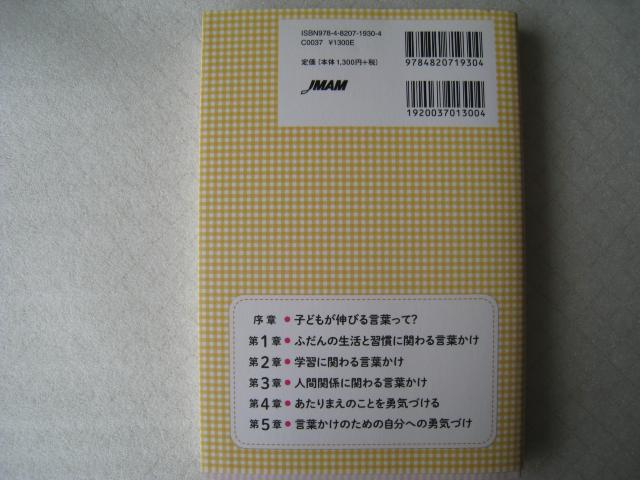 ISBN978-4-8207-1930-4
C0037 ¥1300E
定価(本体1,300円+税)
JMAM
9784820719304
1920037013004
序章 ● 子どもが伸びる言葉って?
第1章 ● ふだんの生活と習慣に関わる言葉かけ
第2章 ● 学習に関わる言葉かけ
第3章 ● 人間関係に関わる言葉かけ
第4章 ● あたりまえのことを勇気づける
第5章 ● 言葉かけのための自分への勇気づけ